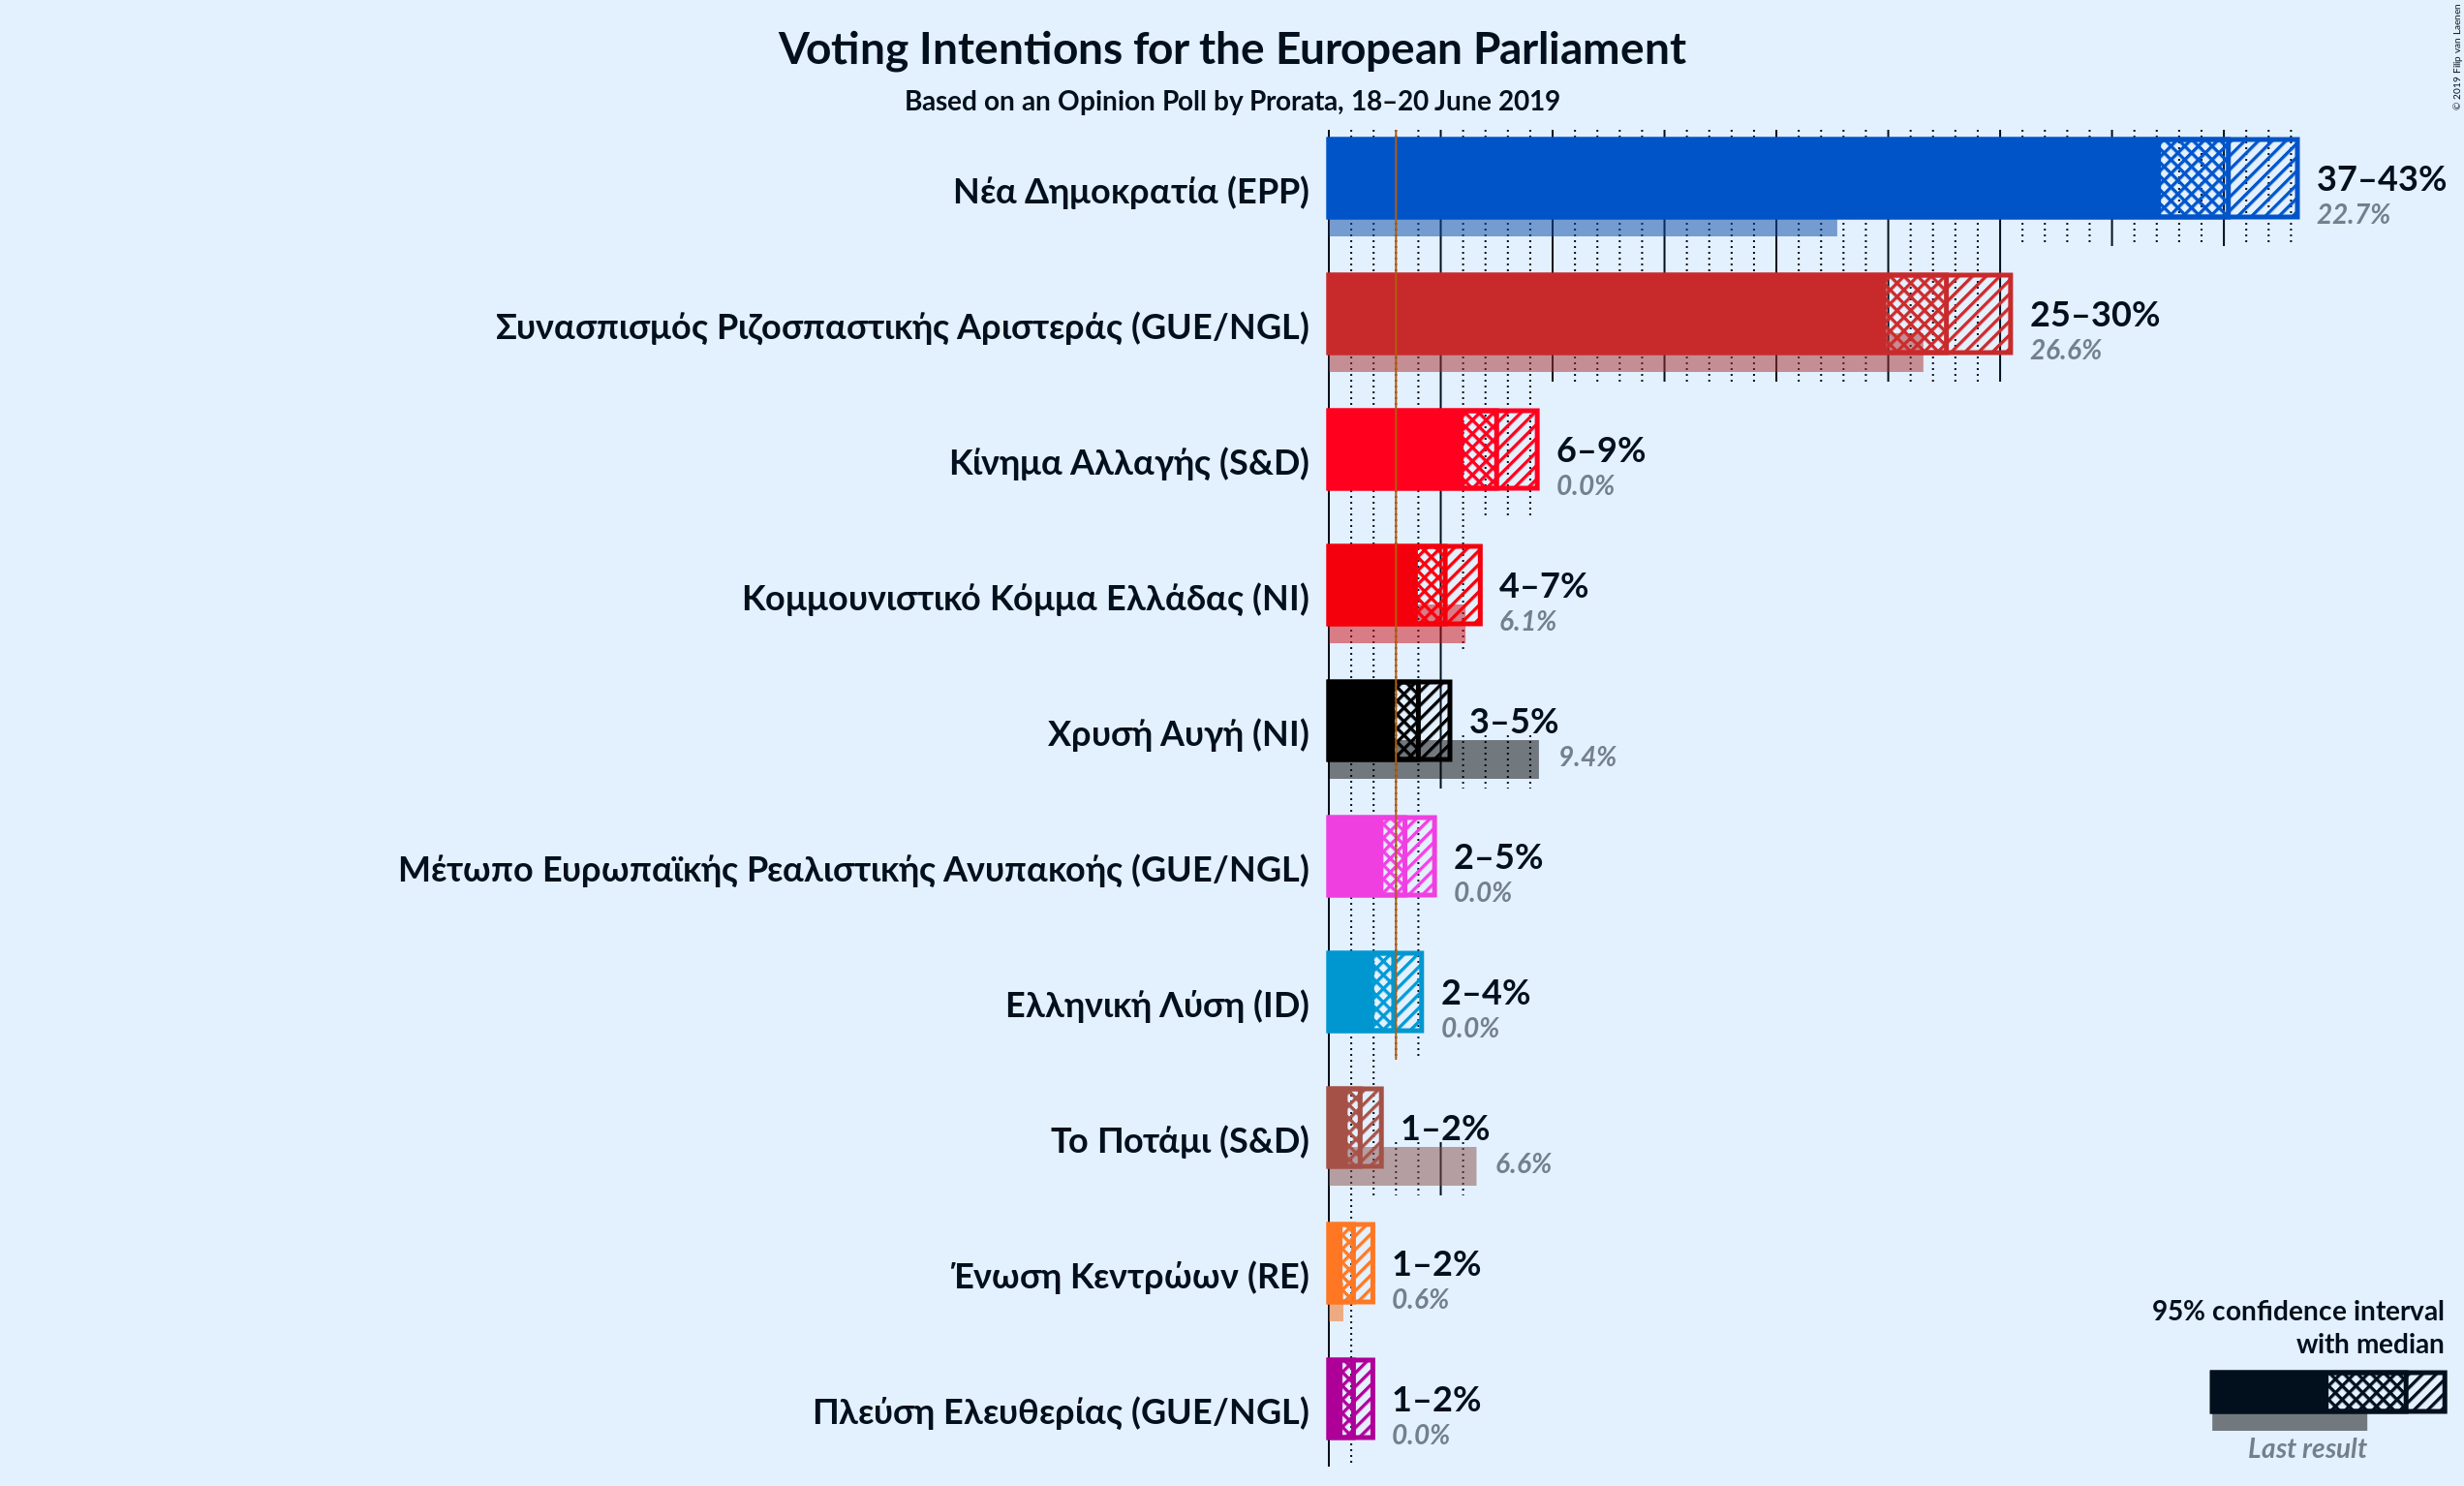 Voting Intentions for the European Parliament
Based on an Opinion Poll by Prorata, 18–20 June 2019
© 2019 Filip van Laenen
Νέα Δημοκρατία (EPP)
37–43%
22.7%
Συνασπισμός Ριζοσπαστικής Αριστεράς (GUE/NGL)
25–30%
26.6%
Κίνημα Αλλαγής (S&D)
6–9%
0.0%
Κομμουνιστικό Κόμμα Ελλάδας (NI)
4–7%
6.1%
Χρυσή Αυγή (NI)
3–5%
9.4%
Μέτωπο Ευρωπαϊκής Ρεαλιστικής Ανυπακοής (GUE/NGL)
2–5%
0.0%
Ελληνική Λύση (ID)
2–4%
0.0%
Το Ποτάμι (S&D)
1–2%
6.6%
Ένωση Κεντρώων (RE)
1–2%
0.6%
Πλεύση Ελευθερίας (GUE/NGL)
1–2%
0.0%
95% confidence interval
with median
Last result